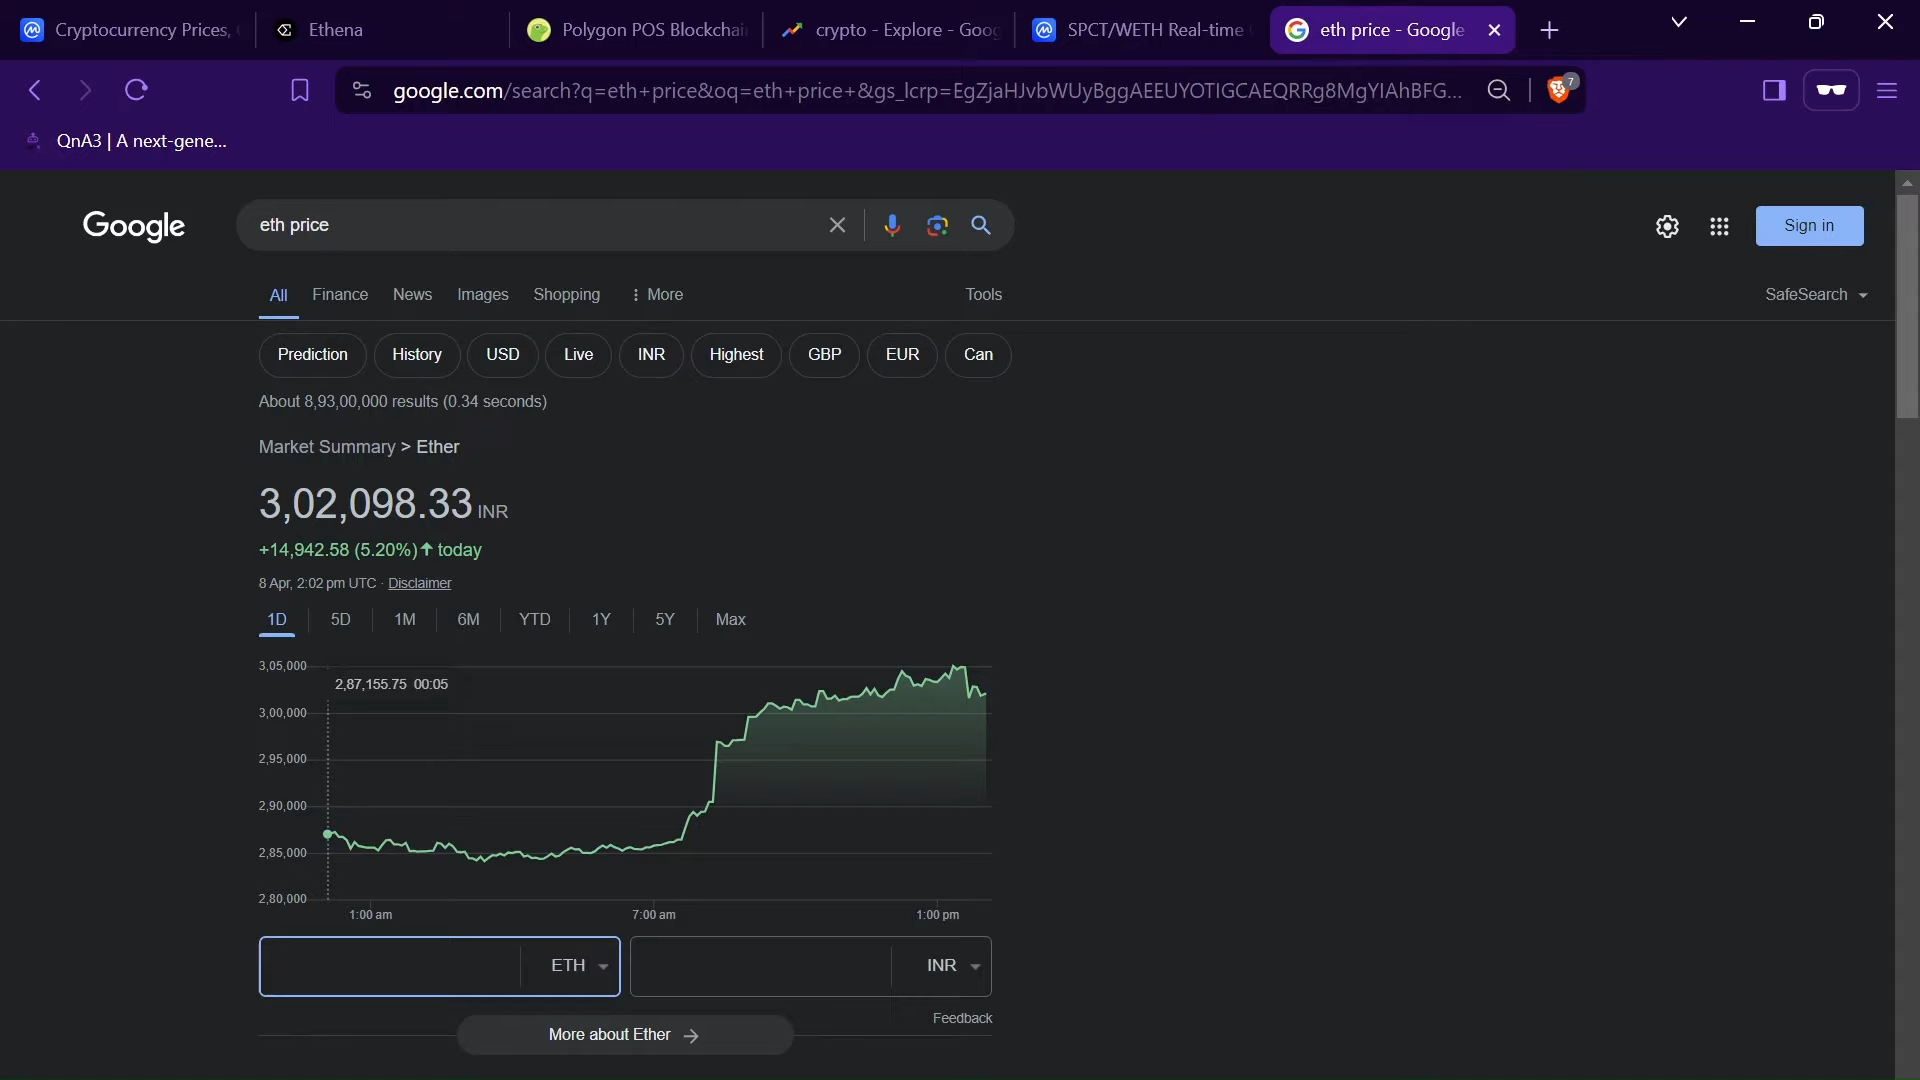 Cryptocurrency Prices,
Ethena
Polygon POS Blockchai
crypto - Explore - Goog
SPCT/WETH Real-time
eth price - Google
google.com/search?q=eth+price&oq=eth+price+&gs_lcrp=EgZjaHJvbWUyBggAEEUYOTIGCAEQRRg8MgYIAhBFG...
7
QnA3 | A next-gene...
Google
eth price
Sign in
All
Finance
News
Images
Shopping
More
Tools
SafeSearch
Prediction
History
USD
Live
INR
Highest
GBP
EUR
Can
About 8,93,00,000 results (0.34 seconds)
Market Summary > Ether
3,02,098.33 INR
+14,942.58 (5.20%) ↑ today
8 Apr, 2:02 pm UTC · Disclaimer
1D
5D
1M
6M
YTD
1Y
5Y
Max
3,05,000
2,87,155.75 00:05
3,00,000
2,95,000
2,90,000
2,85,000
2,80,000
1:00 am
7:00 am
1:00 pm
ETH
INR
Feedback
More about Ether →